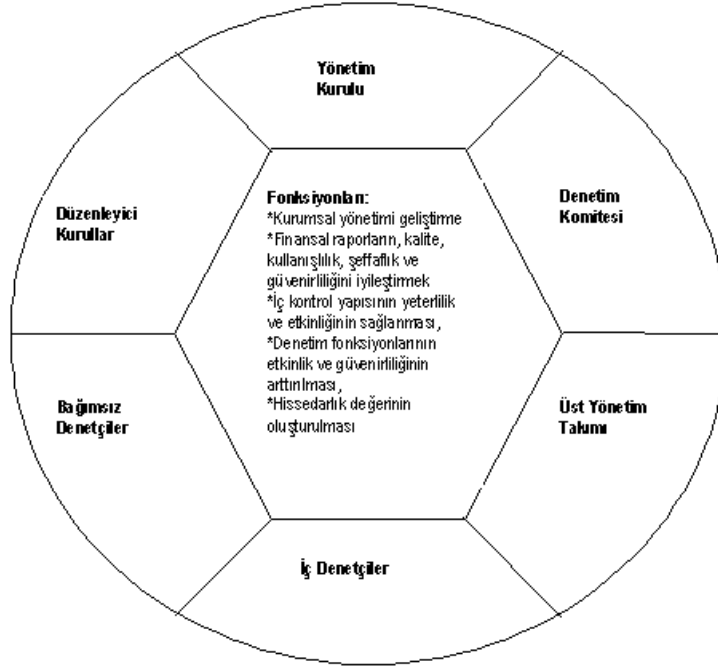 Yönetim
Kurulu
Denetim
Komitesi
Düzenleyici
Kurullar
Fonksiyonları:
*Kurumsal yönetimi geliştirme
*Finansal raporların, kalite,
kullanışlılık, şeffaflık ve
güvenirliliğini iyileştirmek
*İç kontrol yapısının yeterlilik
ve etkinliğinin sağlanması,
*Denetim fonksiyonlarının
etkinlik ve güvenirliliğinin
arttırılması,
*Hissedarlık değerinin
oluşturulması
Bağımsız
Denetçiler
Üst Yönetim
Takımı
İç Denetçiler